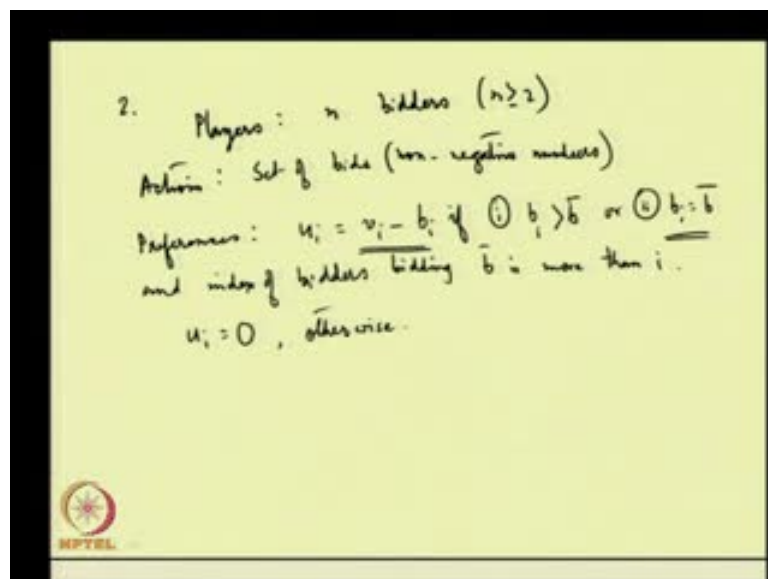 2. Players : n bidders (n ≥ 2)
Actions : Set of bids (non-negative numbers)
Preferences : uᵢ = vᵢ - bᵢ if (i) bᵢ > b̄ or (ii) bᵢ = b̄
and index of bidders bidding b̄ is more than i.
uᵢ = 0 , otherwise.
NPTEL